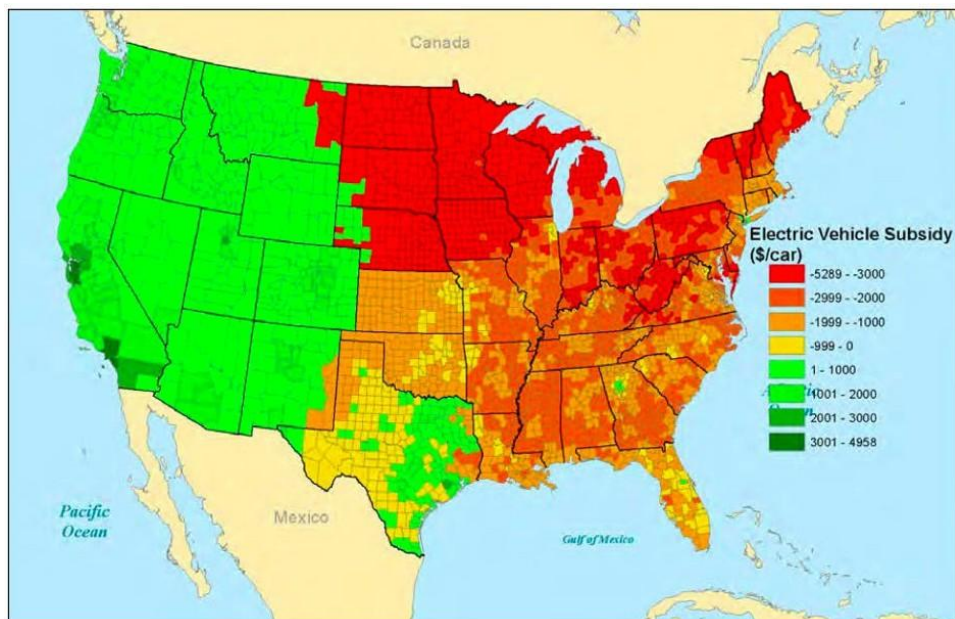 Canada
Electric Vehicle Subsidy
($/car)
-5289 - -3000
-2999 - -2000
-1999 - -1000
-999 - 0
1 - 1000
1001 - 2000
2001 - 3000
3001 - 4958
Pacific
Ocean
Mexico
Gulf of Mexico